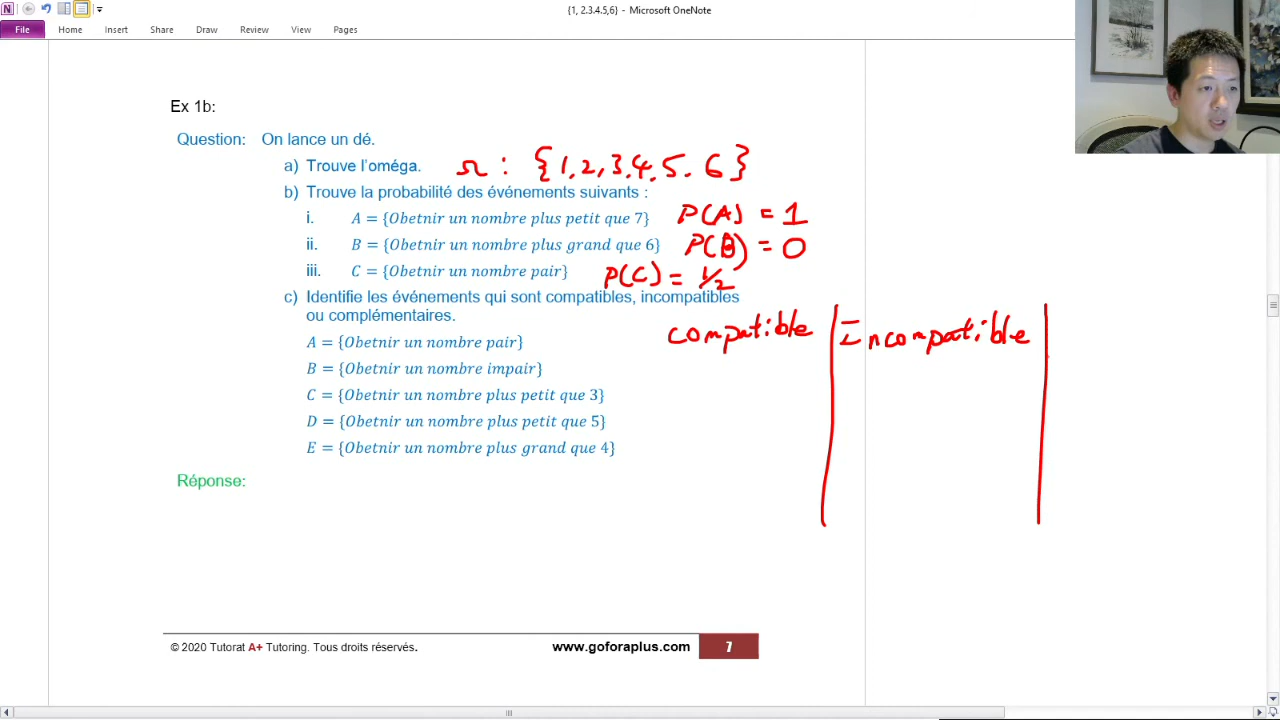 {1, 2.3.4.5,6} - Microsoft OneNote
File Home Insert Share Draw Review View Pages
Ex 1b:
Question: On lance un dé.
a) Trouve l'oméga. Ω : {1.2,3.4.5.6}
b) Trouve la probabilité des événements suivants :
i. A = {Obetnir un nombre plus petit que 7} P(A) = 1
ii. B = {Obetnir un nombre plus grand que 6} P(B) = 0
iii. C = {Obetnir un nombre pair} P(C) = 1/2
c) Identifie les événements qui sont compatibles, incompatibles
ou complémentaires.
compatible Incompatible
A = {Obetnir un nombre pair}
B = {Obetnir un nombre impair}
C = {Obetnir un nombre plus petit que 3}
D = {Obetnir un nombre plus petit que 5}
E = {Obetnir un nombre plus grand que 4}
Réponse:
© 2020 Tutorat A+ Tutoring. Tous droits réservés. www.goforaplus.com 7